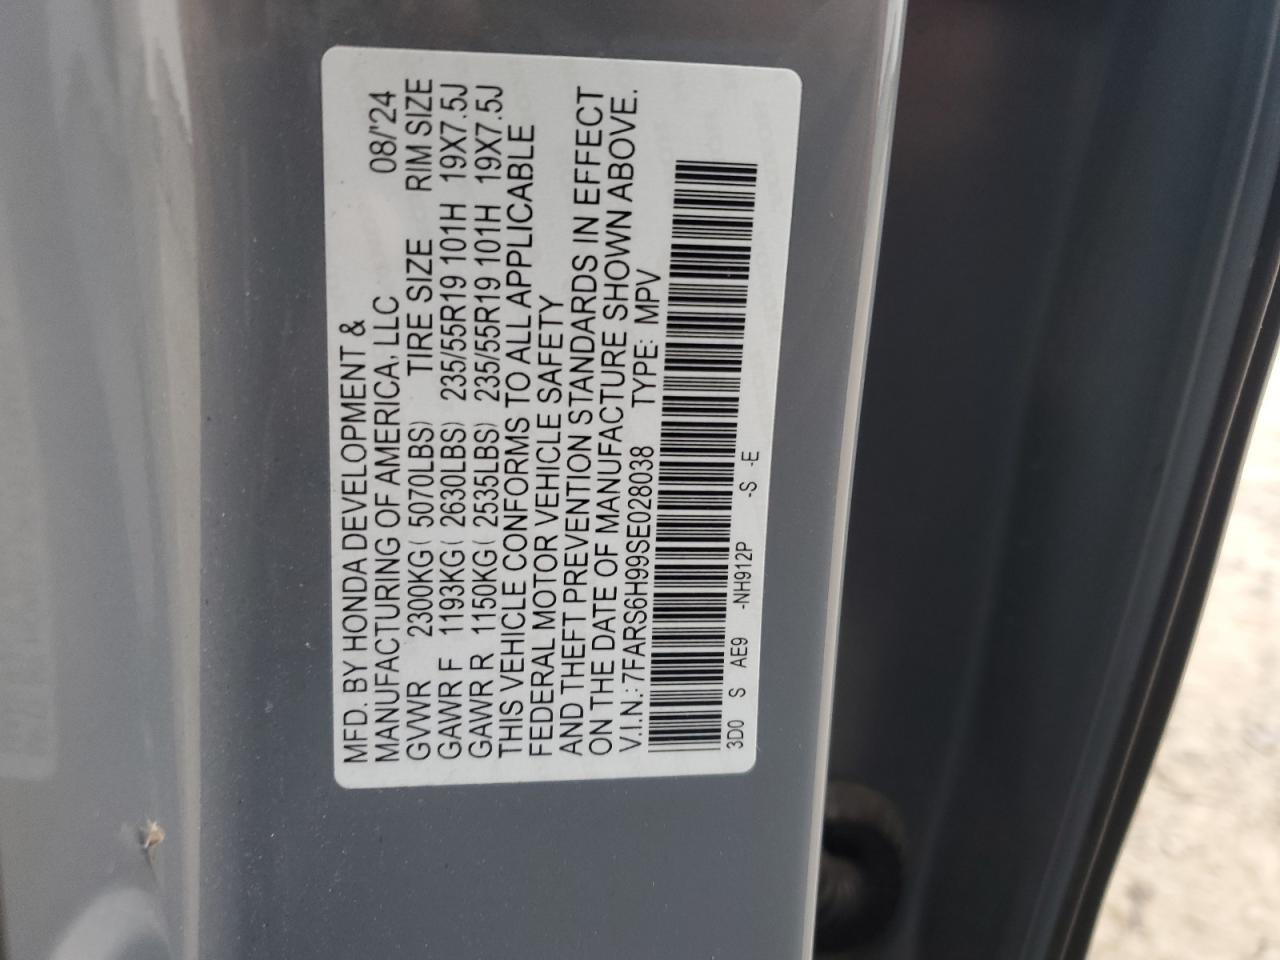 MFD. BY HONDA DEVELOPMENT &
MANUFACTURING OF AMERICA, LLC 08/'24
GVWR 2300KG( 5070LBS) TIRE SIZE RIM SIZE
GAWR F 1193KG( 2630LBS) 235/55R19 101H 19X7.5J
GAWR R 1150KG( 2535LBS) 235/55R19 101H 19X7.5J
THIS VEHICLE CONFORMS TO ALL APPLICABLE
FEDERAL MOTOR VEHICLE SAFETY
AND THEFT PREVENTION STANDARDS IN EFFECT
ON THE DATE OF MANUFACTURE SHOWN ABOVE.
V.I.N.: 7FARS6H99SE028038 TYPE: MPV
3D0 S AE9 -NH912P -S -E